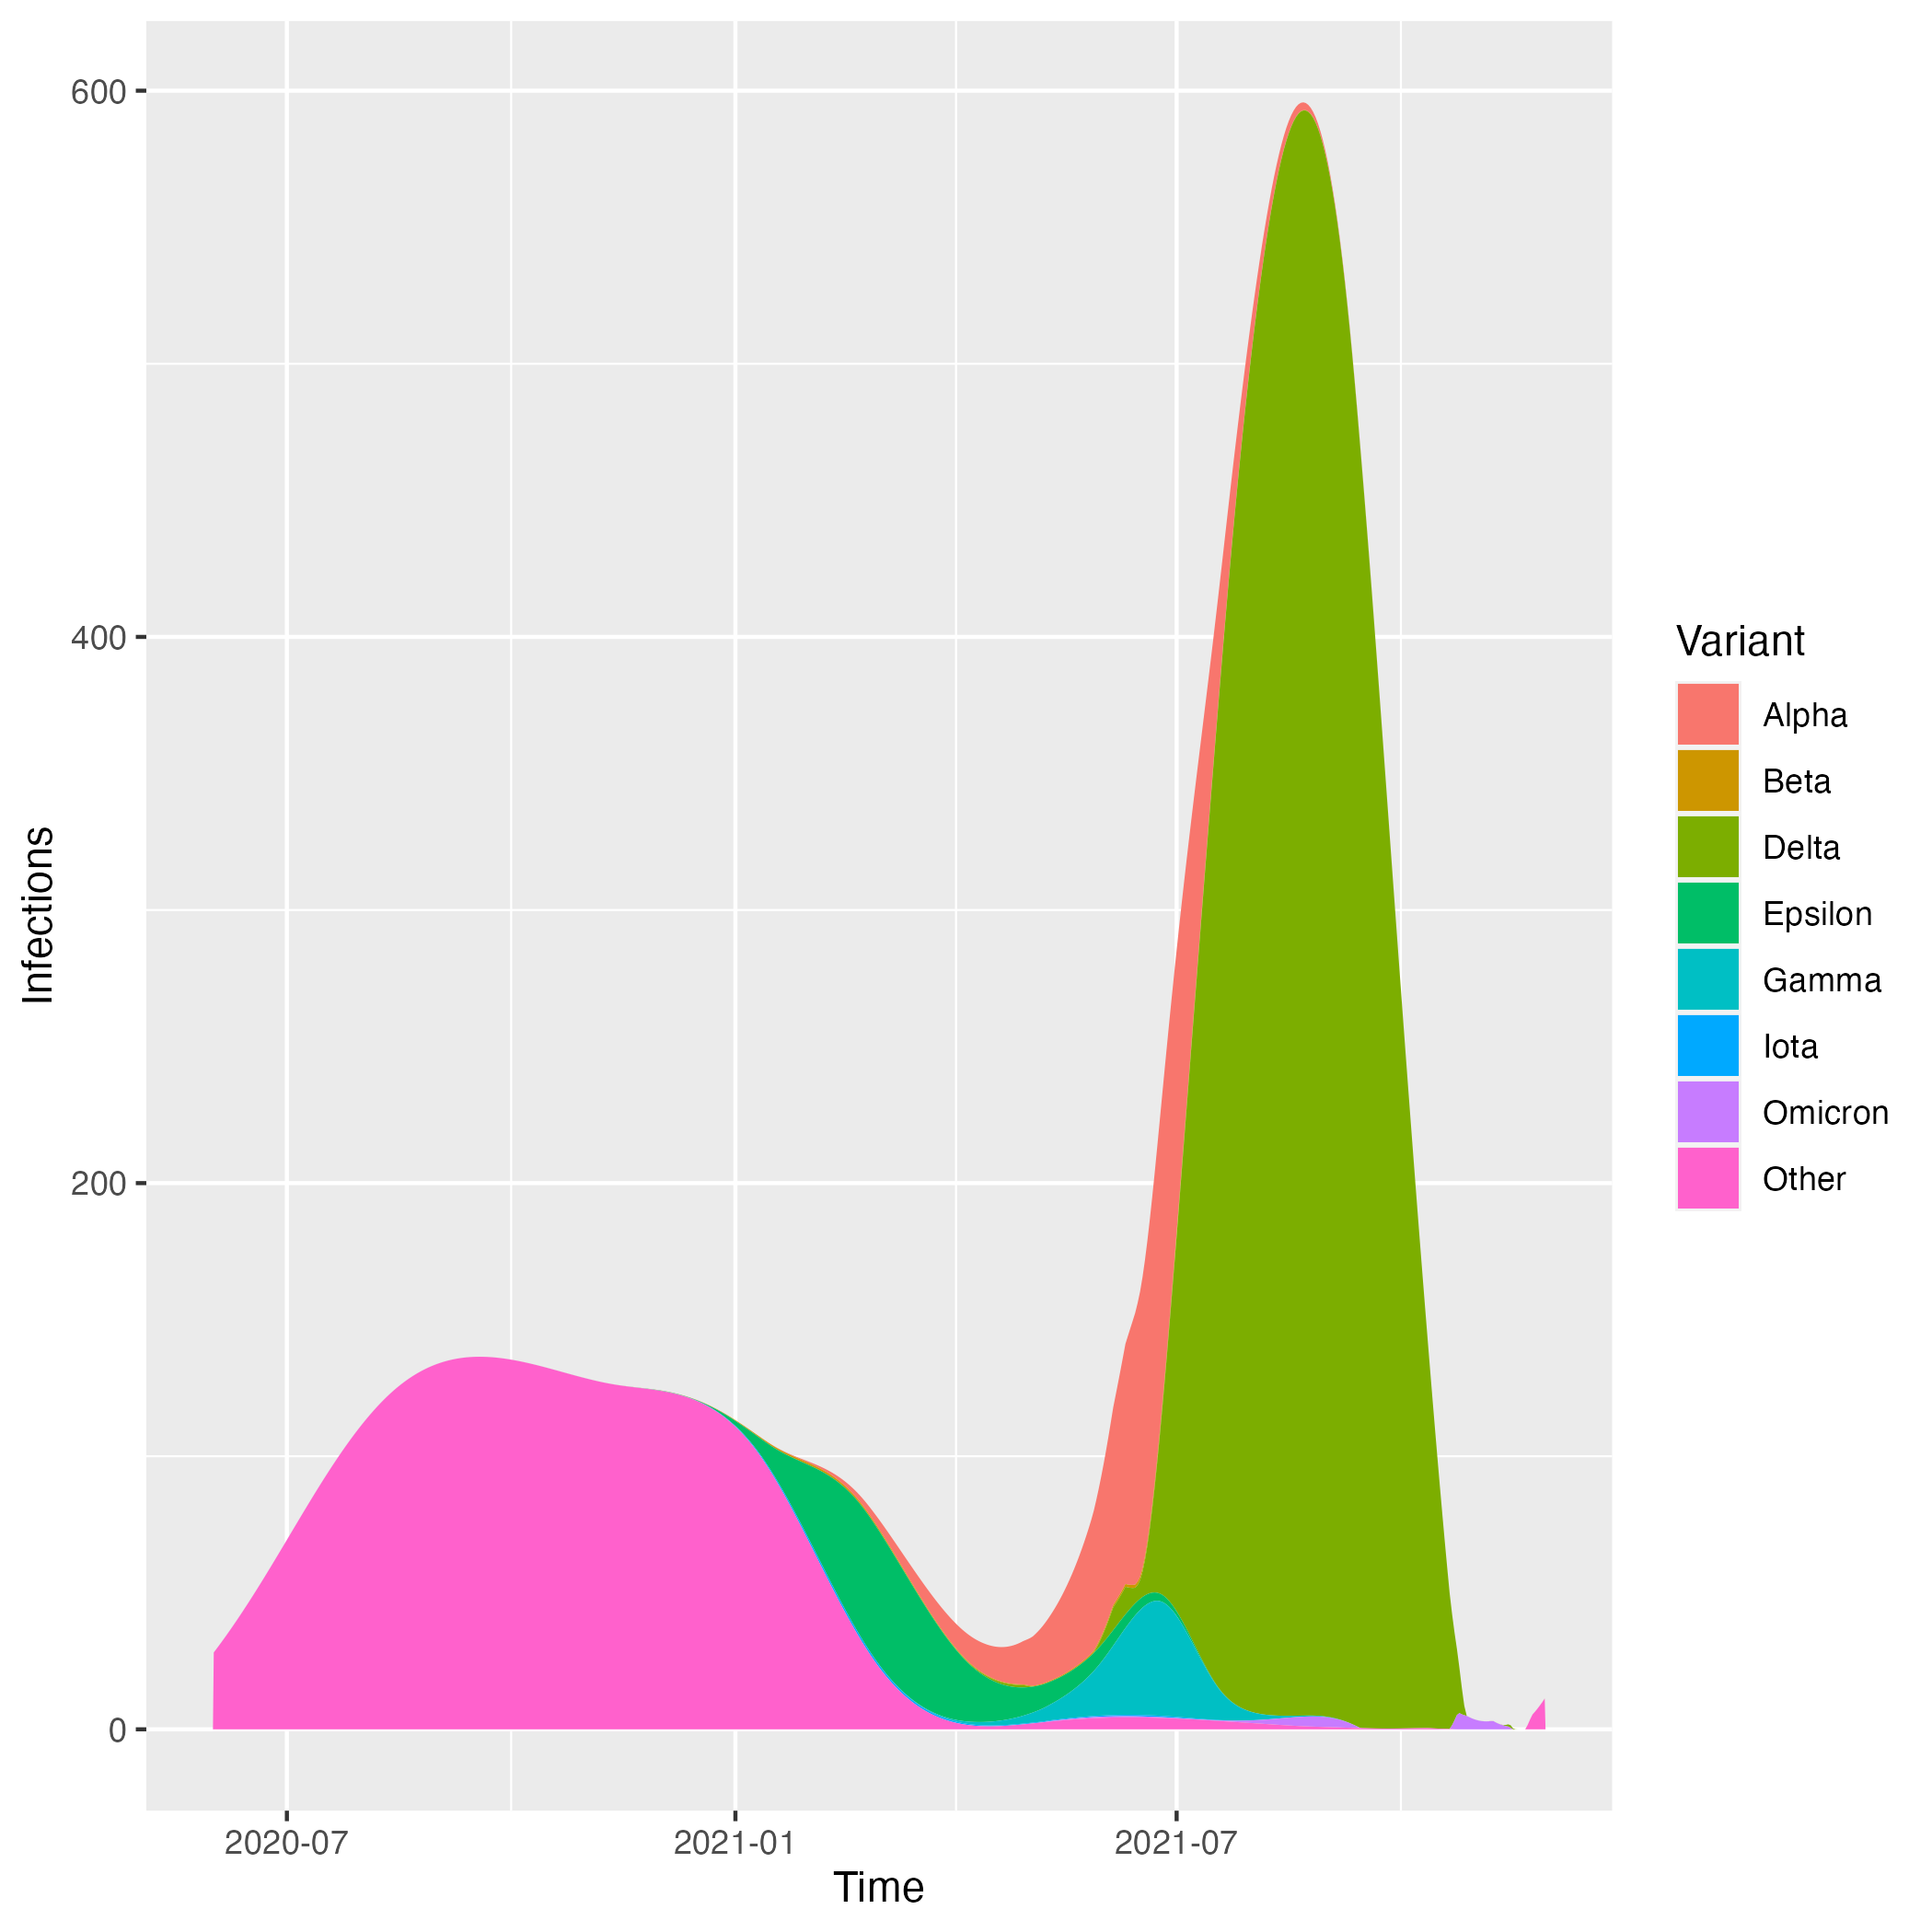 600
400
200
0
Infections
2020-07
2021-01
2021-07
Time
Variant
Alpha
Beta
Delta
Epsilon
Gamma
Iota
Omicron
Other